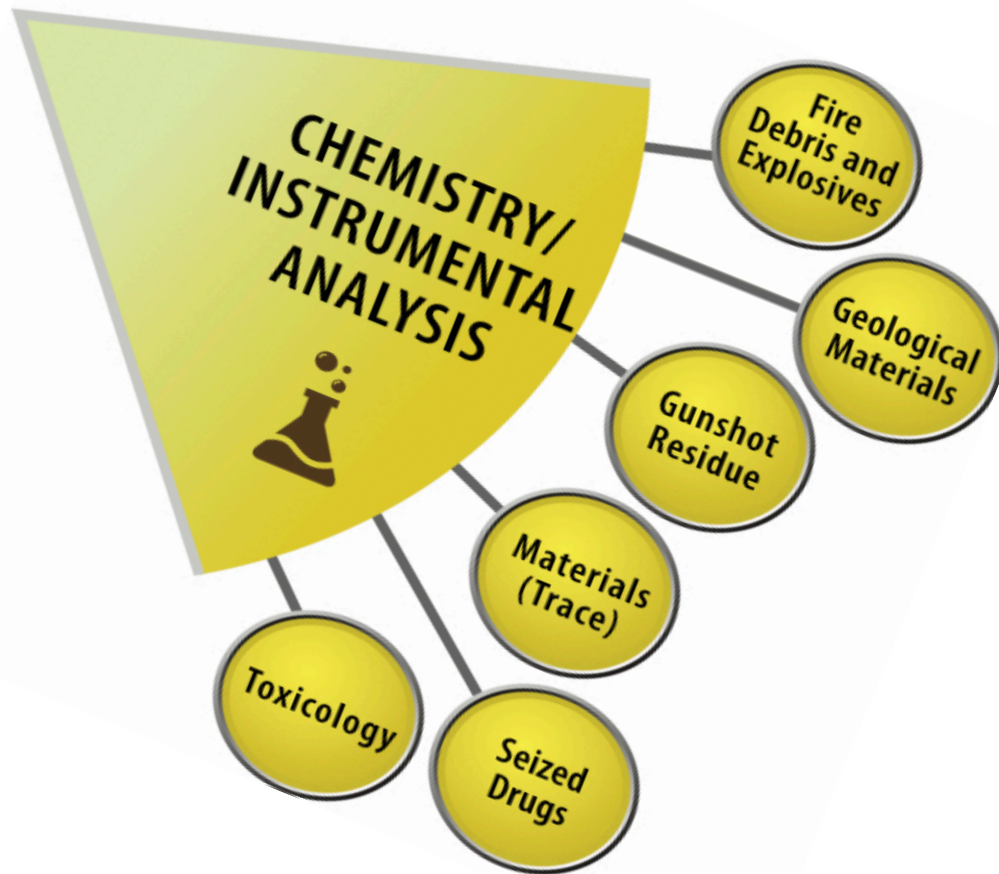 CHEMISTRY/
INSTRUMENTAL
ANALYSIS
Fire
Debris and
Explosives
Geological
Materials
Gunshot
Residue
Materials
(Trace)
Seized
Drugs
Toxicology